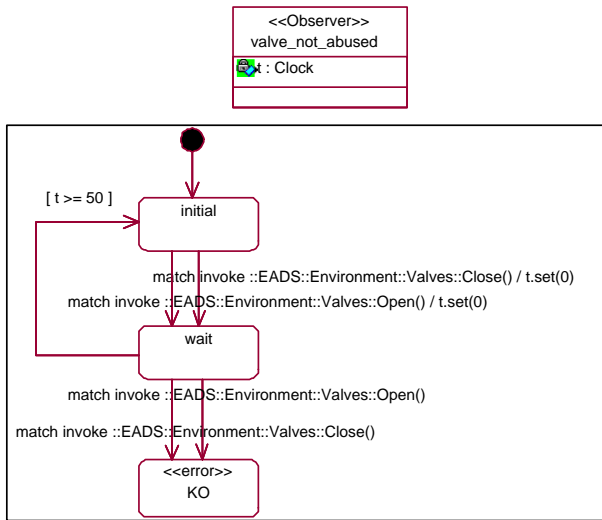 <<Observer>>
valve_not_abused
t : Clock
[ t >= 50 ]
initial
match invoke ::EADS::Environment::Valves::Close() / t.set(0)
match invoke ::EADS::Environment::Valves::Open() / t.set(0)
wait
match invoke ::EADS::Environment::Valves::Open()
match invoke ::EADS::Environment::Valves::Close()
<<error>>
KO